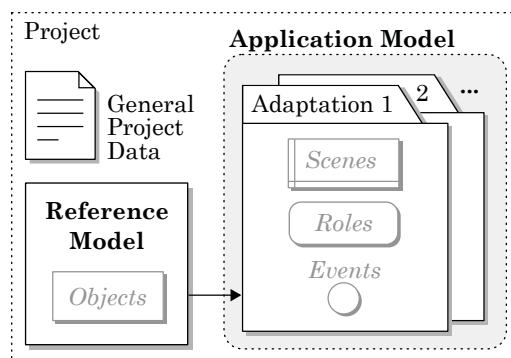 Project
Application Model
General
Project
Data
Adaptation 1
2
...
Scenes
Roles
Events
Reference
Model
Objects